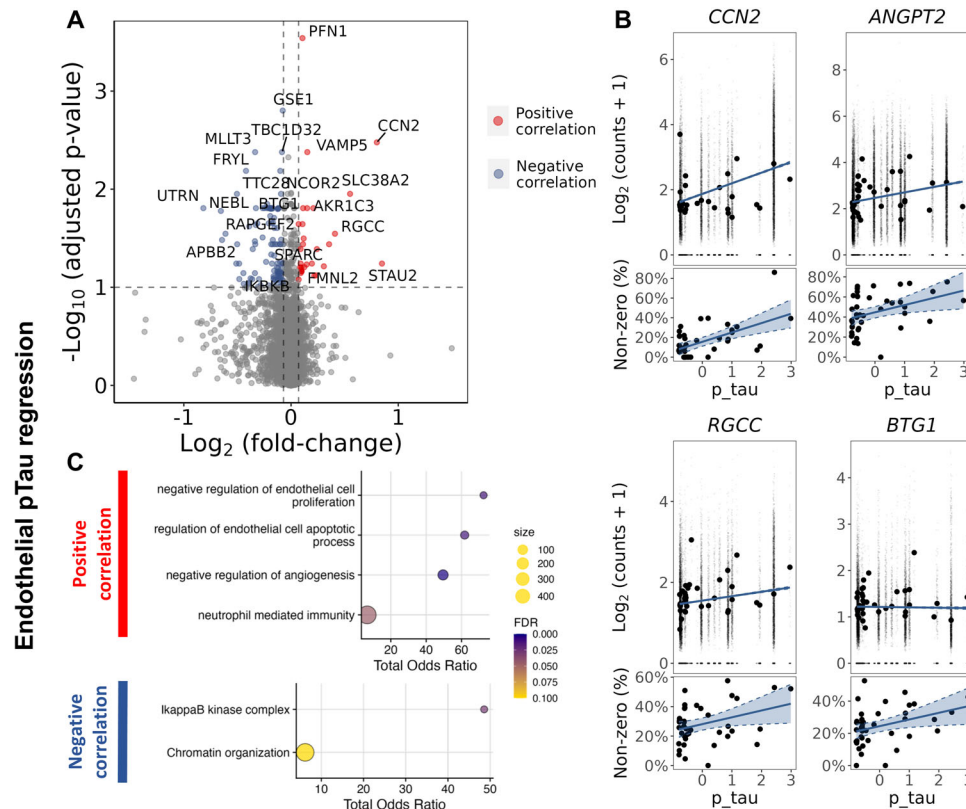 Endothelial pTau regression
A
-Log10 (adjusted p-value)
3
2
1
0
PFN1
GSE1
TBC1D32
CCN2
MLLT3
VAMP5
FRYL
TTC28
NCOR2
SLC38A2
UTRN
NEBL
BTG1
AKR1C3
RAPGEF2
RGCC
APBB2
SPARC
IKBKB
FMNL2
STAU2
-1
0
1
Log2 (fold-change)
Positive
correlation
Negative
correlation
B
CCN2
ANGPT2
Log2 (counts + 1)
6
4
2
0
8
6
4
2
0
Non-zero (%)
80%
60%
40%
20%
0%
80%
60%
40%
20%
0%
0 1 2 3
p_tau
0 1 2 3
p_tau
RGCC
BTG1
Log2 (counts + 1)
4
2
0
4
3
2
1
0
Non-zero (%)
60%
40%
20%
0%
40%
20%
0%
0 1 2 3
p_tau
0 1 2 3
p_tau
C
Positive
correlation
negative regulation of endothelial cell
proliferation
regulation of endothelial cell apoptotic
process
negative regulation of angiogenesis
neutrophil mediated immunity
0 20 40 60
Total Odds Ratio
size
100
200
300
400
FDR
0.000
0.025
0.050
0.075
0.100
Negative
correlation
IkappaB kinase complex
Chromatin organization
10 20 30 40 50
Total Odds Ratio